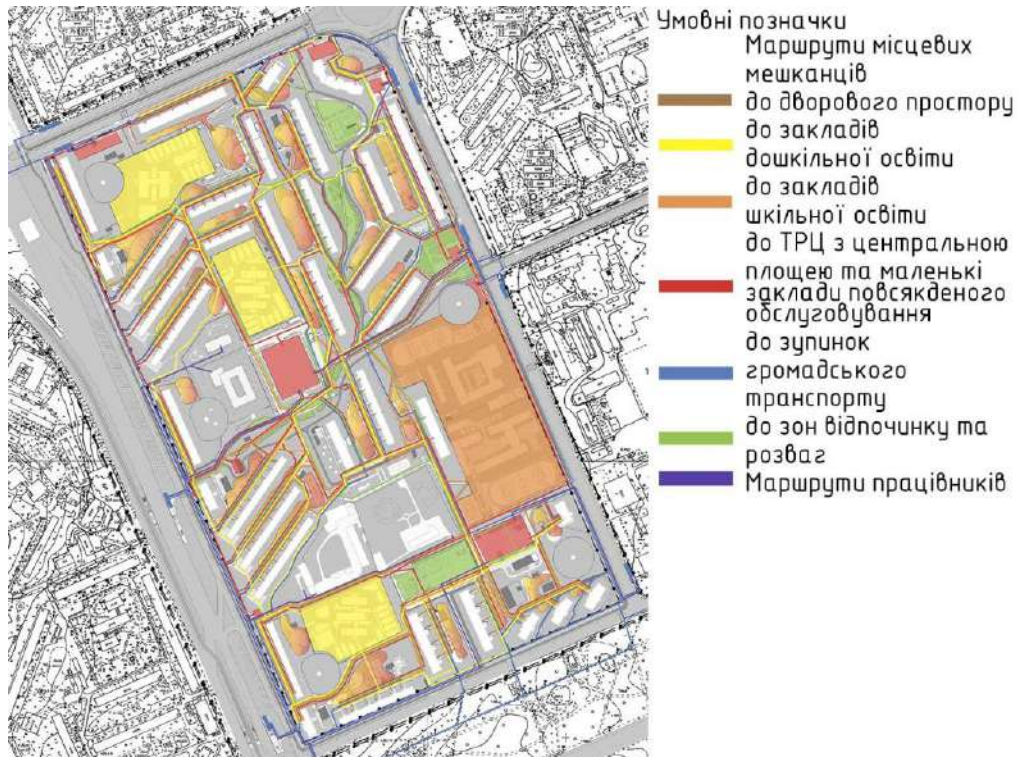 Умовні позначки
Маршрути місцевих
мешканців
до дворового простору
до закладів
дошкільної освіти
до закладів
шкільної освіти
до ТРЦ з центральною
площею та маленькі
заклади повсякденого
обслуговування
до зупинок
громадського
транспорту
до зон відпочинку та
розваг
Маршрути працівників